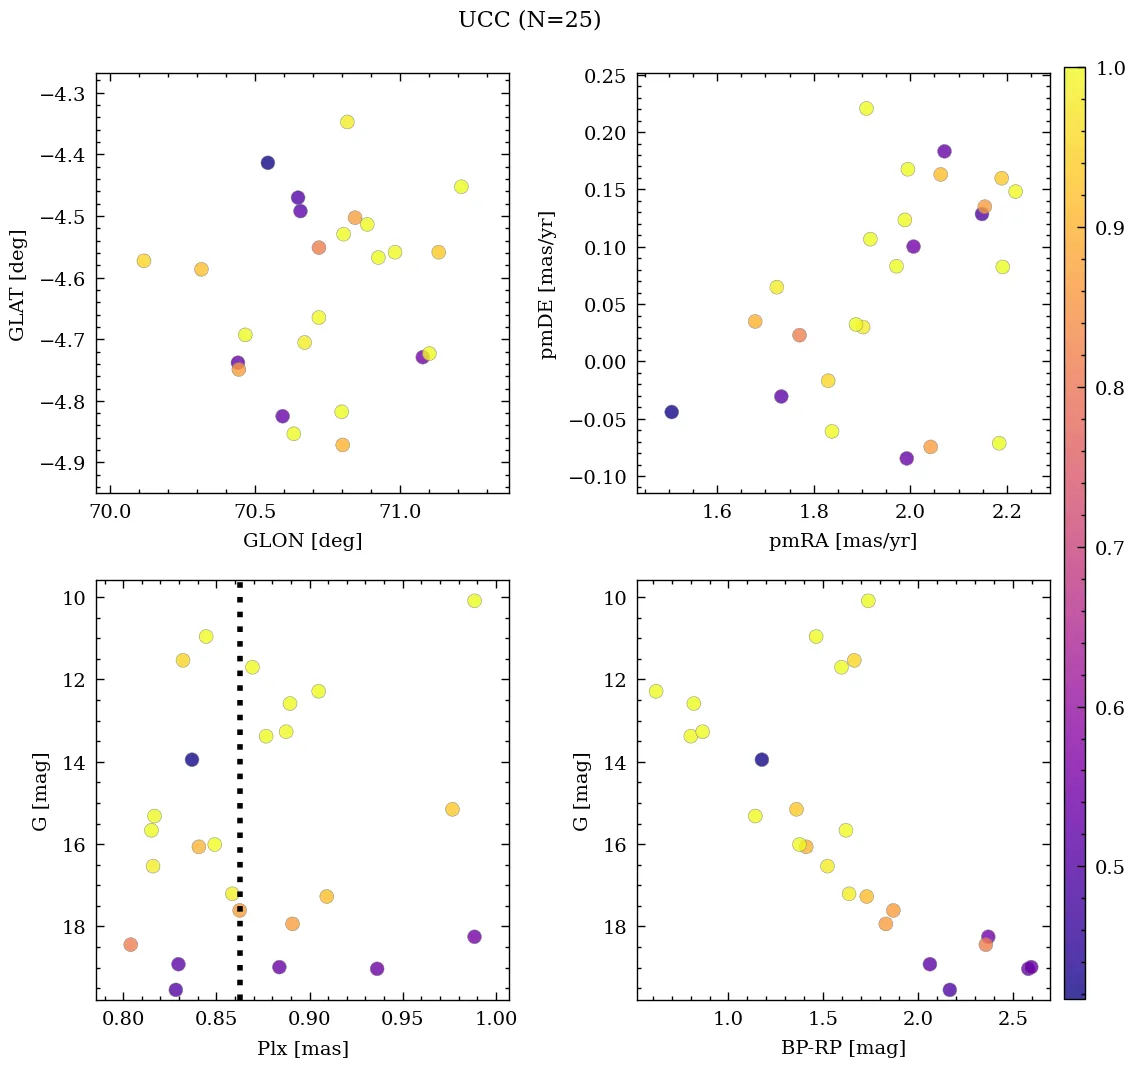 UCC (N=25)
−4.3
−4.4
−4.5
−4.6
−4.7
−4.8
−4.9
GLAT [deg]
70.0 70.5 71.0
GLON [deg]
0.25
0.20
0.15
0.10
0.05
0.00
−0.05
−0.10
pmDE [mas/yr]
1.6 1.8 2.0 2.2
pmRA [mas/yr]
10
12
14
16
18
G [mag]
0.80 0.85 0.90 0.95 1.00
Plx [mas]
10
12
14
16
18
G [mag]
1.0 1.5 2.0 2.5
BP-RP [mag]
1.0
0.9
0.8
0.7
0.6
0.5